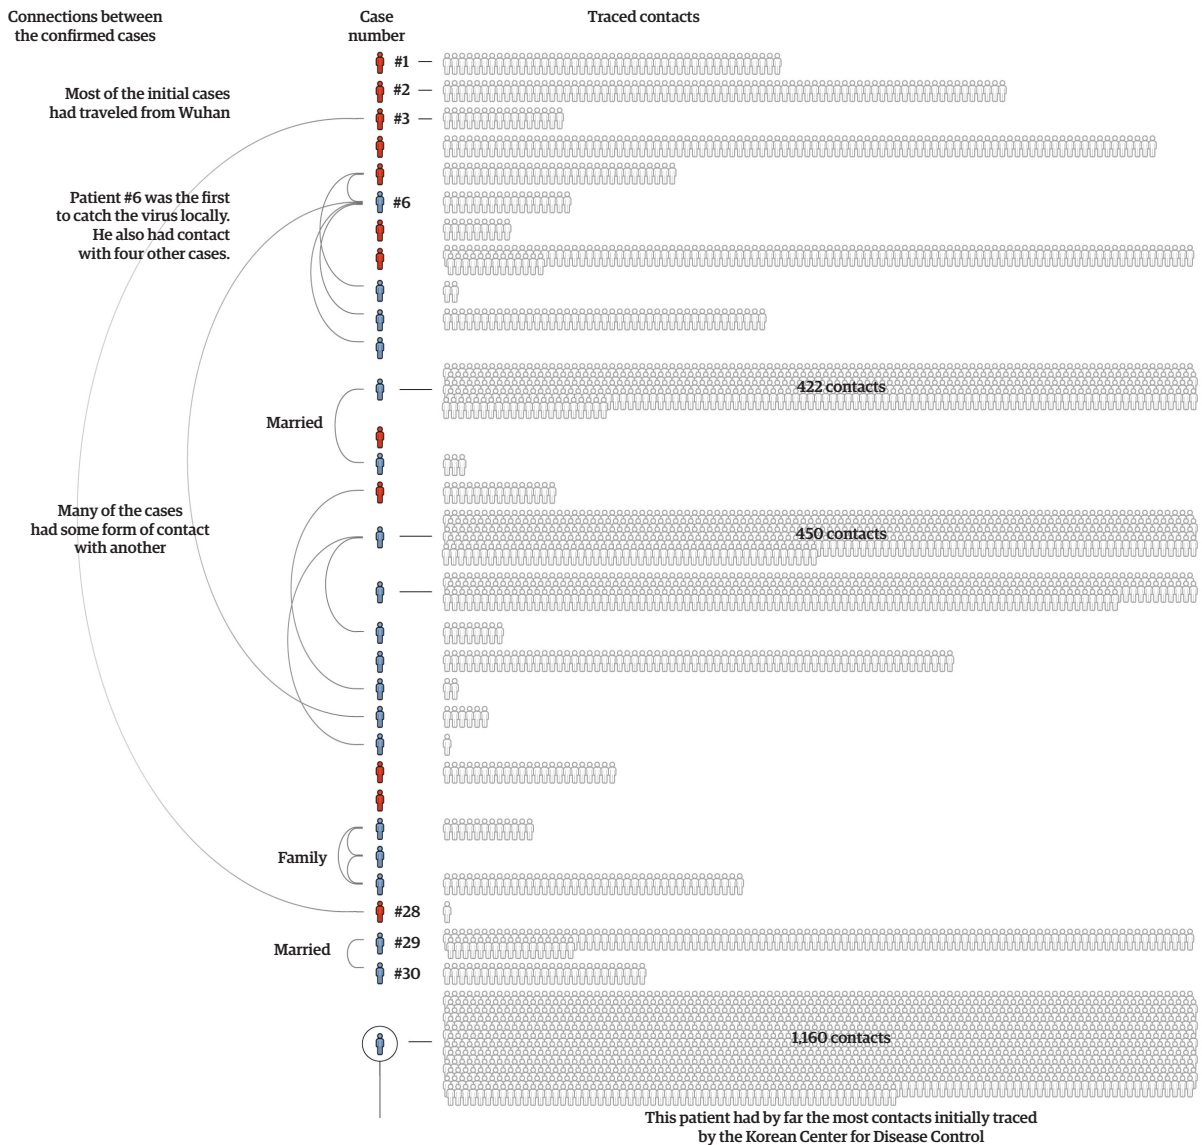 Connections between
the confirmed cases
Case
number
Traced contacts
#1
Most of the initial cases
had traveled from Wuhan
#2
#3
Patient #6 was the first
to catch the virus locally.
He also had contact
with four other cases.
#6
422 contacts
Married
Many of the cases
had some form of contact
with another
450 contacts
Family
#28
Married
#29
#30
1,160 contacts
This patient had by far the most contacts initially traced
by the Korean Center for Disease Control